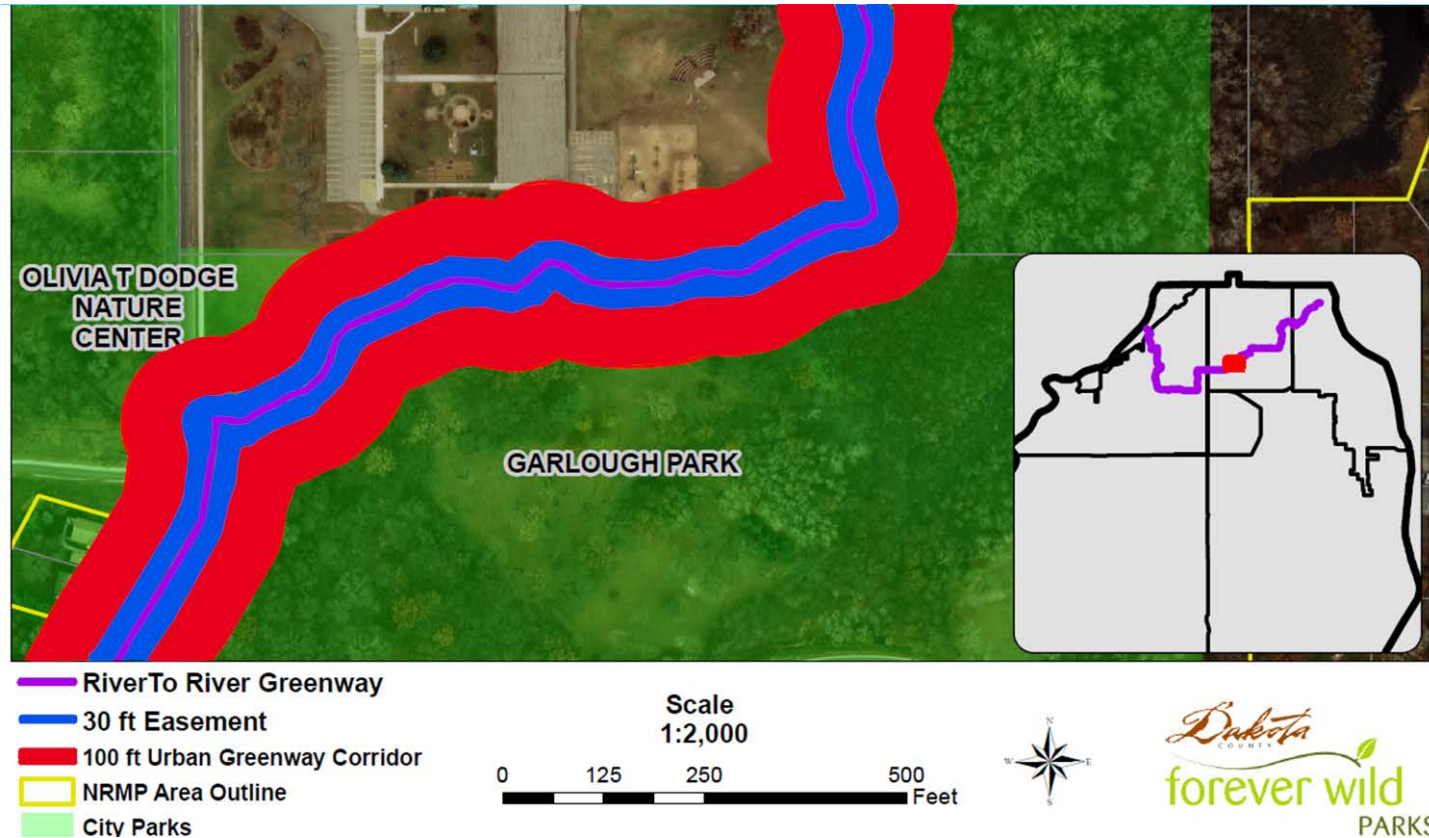 OLIVIA T DODGE
NATURE
CENTER
GARLOUGH PARK
RiverTo River Greenway
30 ft Easement
100 ft Urban Greenway Corridor
NRMP Area Outline
City Parks
Scale
1:2,000
0 125 250 500
Feet
N
W E
S
Dakota
COUNTY
forever wild
PARKS